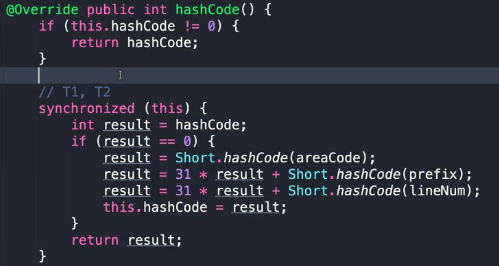 @Override public int hashCode() {
if (this.hashCode != 0) {
return hashCode;
}
// T1, T2
synchronized (this) {
int result = hashCode;
if (result == 0) {
result = Short.hashCode(areaCode);
result = 31 * result + Short.hashCode(prefix);
result = 31 * result + Short.hashCode(lineNum);
this.hashCode = result;
}
return result;
}